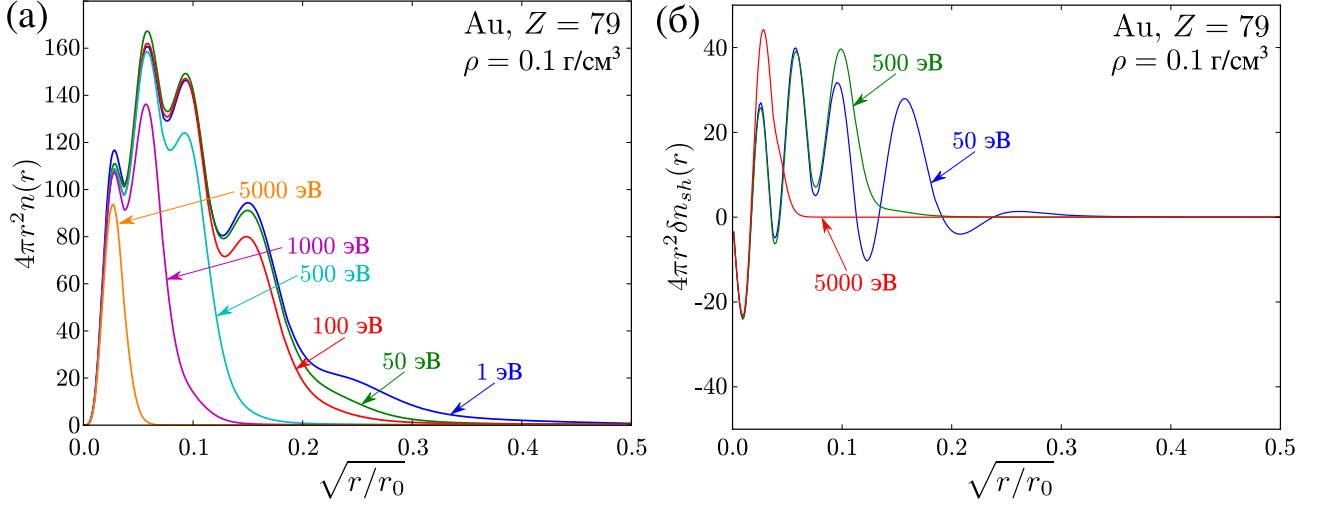 (а)
Au, Z = 79
ρ = 0.1 г/см³
4πr²n(r)
160
140
120
100
80
60
40
20
0
5000 эВ
1000 эВ
500 эВ
100 эВ
50 эВ
1 эВ
0.0 0.1 0.2 0.3 0.4 0.5
√r/r₀
(б)
Au, Z = 79
ρ = 0.1 г/см³
4πr²δn_{sh}(r)
40
20
0
-20
-40
500 эВ
50 эВ
5000 эВ
0.0 0.1 0.2 0.3 0.4 0.5
√r/r₀